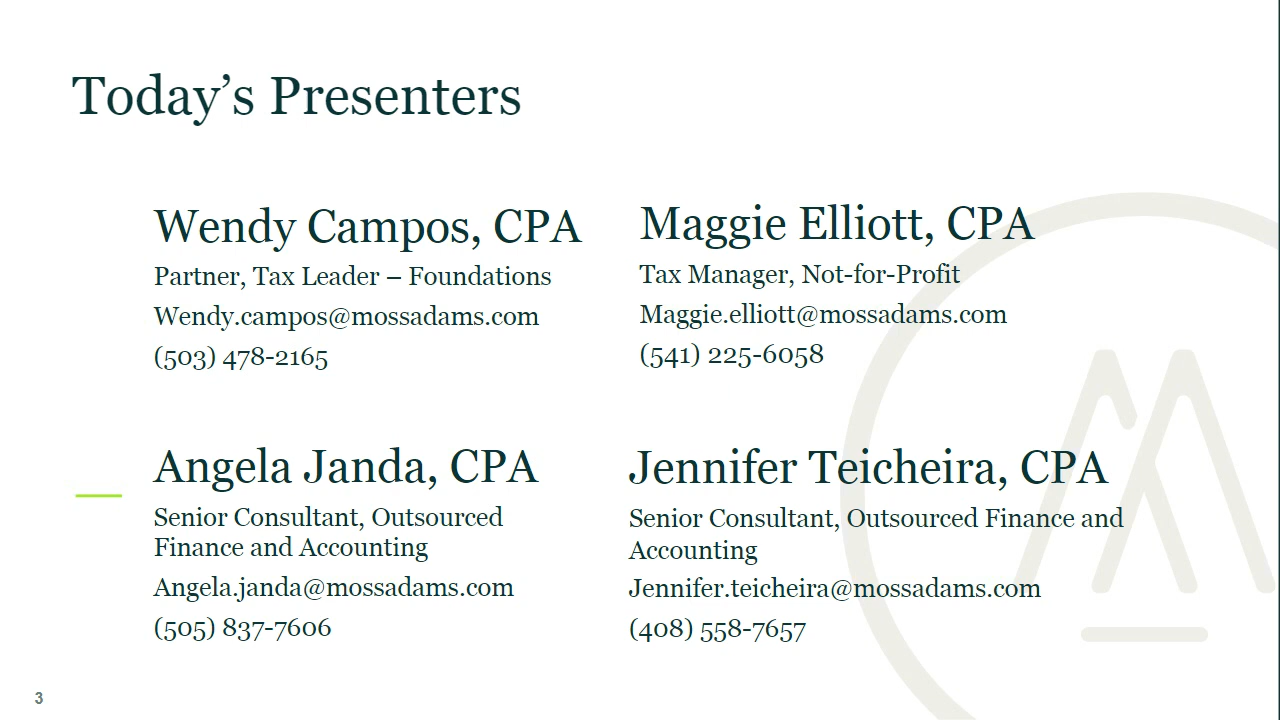 Today’s Presenters
Wendy Campos, CPA
Partner, Tax Leader – Foundations
Wendy.campos@mossadams.com
(503) 478-2165
Maggie Elliott, CPA
Tax Manager, Not-for-Profit
Maggie.elliott@mossadams.com
(541) 225-6058
Angela Janda, CPA
Senior Consultant, Outsourced
Finance and Accounting
Angela.janda@mossadams.com
(505) 837-7606
Jennifer Teicheira, CPA
Senior Consultant, Outsourced Finance and
Accounting
Jennifer.teicheira@mossadams.com
(408) 558-7657
3